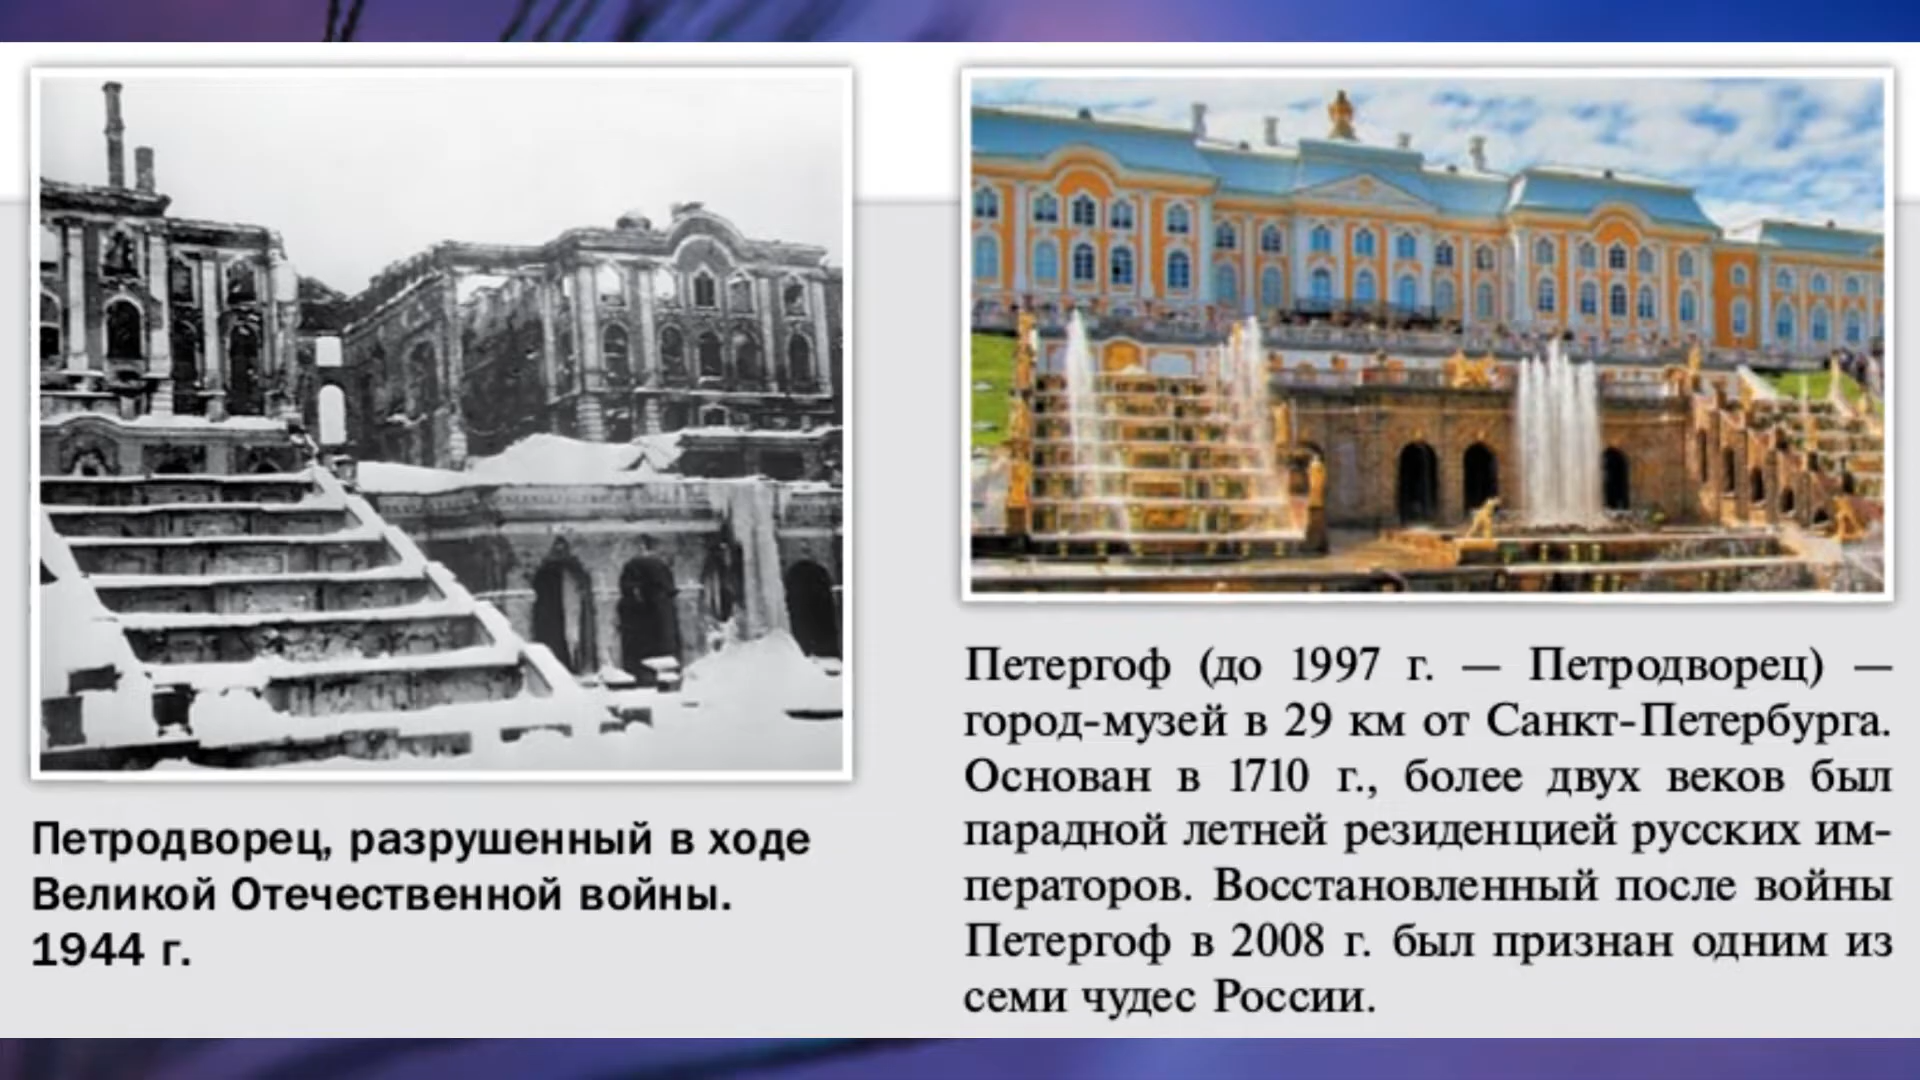 Петродворец, разрушенный в ходе
Великой Отечественной войны.
1944 г.
Петергоф (до 1997 г. — Петродворец) —
город-музей в 29 км от Санкт-Петербурга.
Основан в 1710 г., более двух веков был
парадной летней резиденцией русских им-
ператоров. Восстановленный после войны
Петергоф в 2008 г. был признан одним из
семи чудес России.